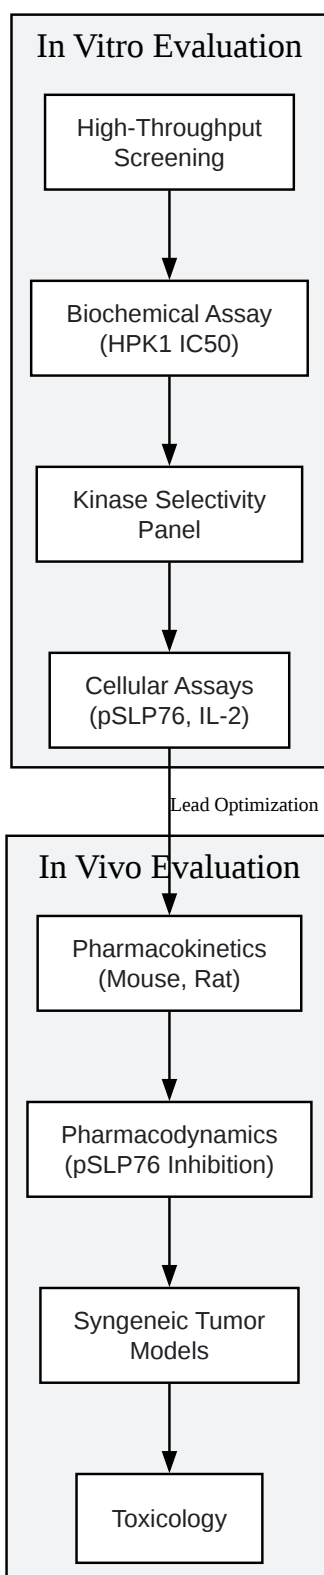 In Vitro Evaluation
High-Throughput
Screening
Biochemical Assay
(HPK1 IC50)
Kinase Selectivity
Panel
Cellular Assays
(pSLP76, IL-2)
Lead Optimization
In Vivo Evaluation
Pharmacokinetics
(Mouse, Rat)
Pharmacodynamics
(pSLP76 Inhibition)
Syngeneic Tumor
Models
Toxicology